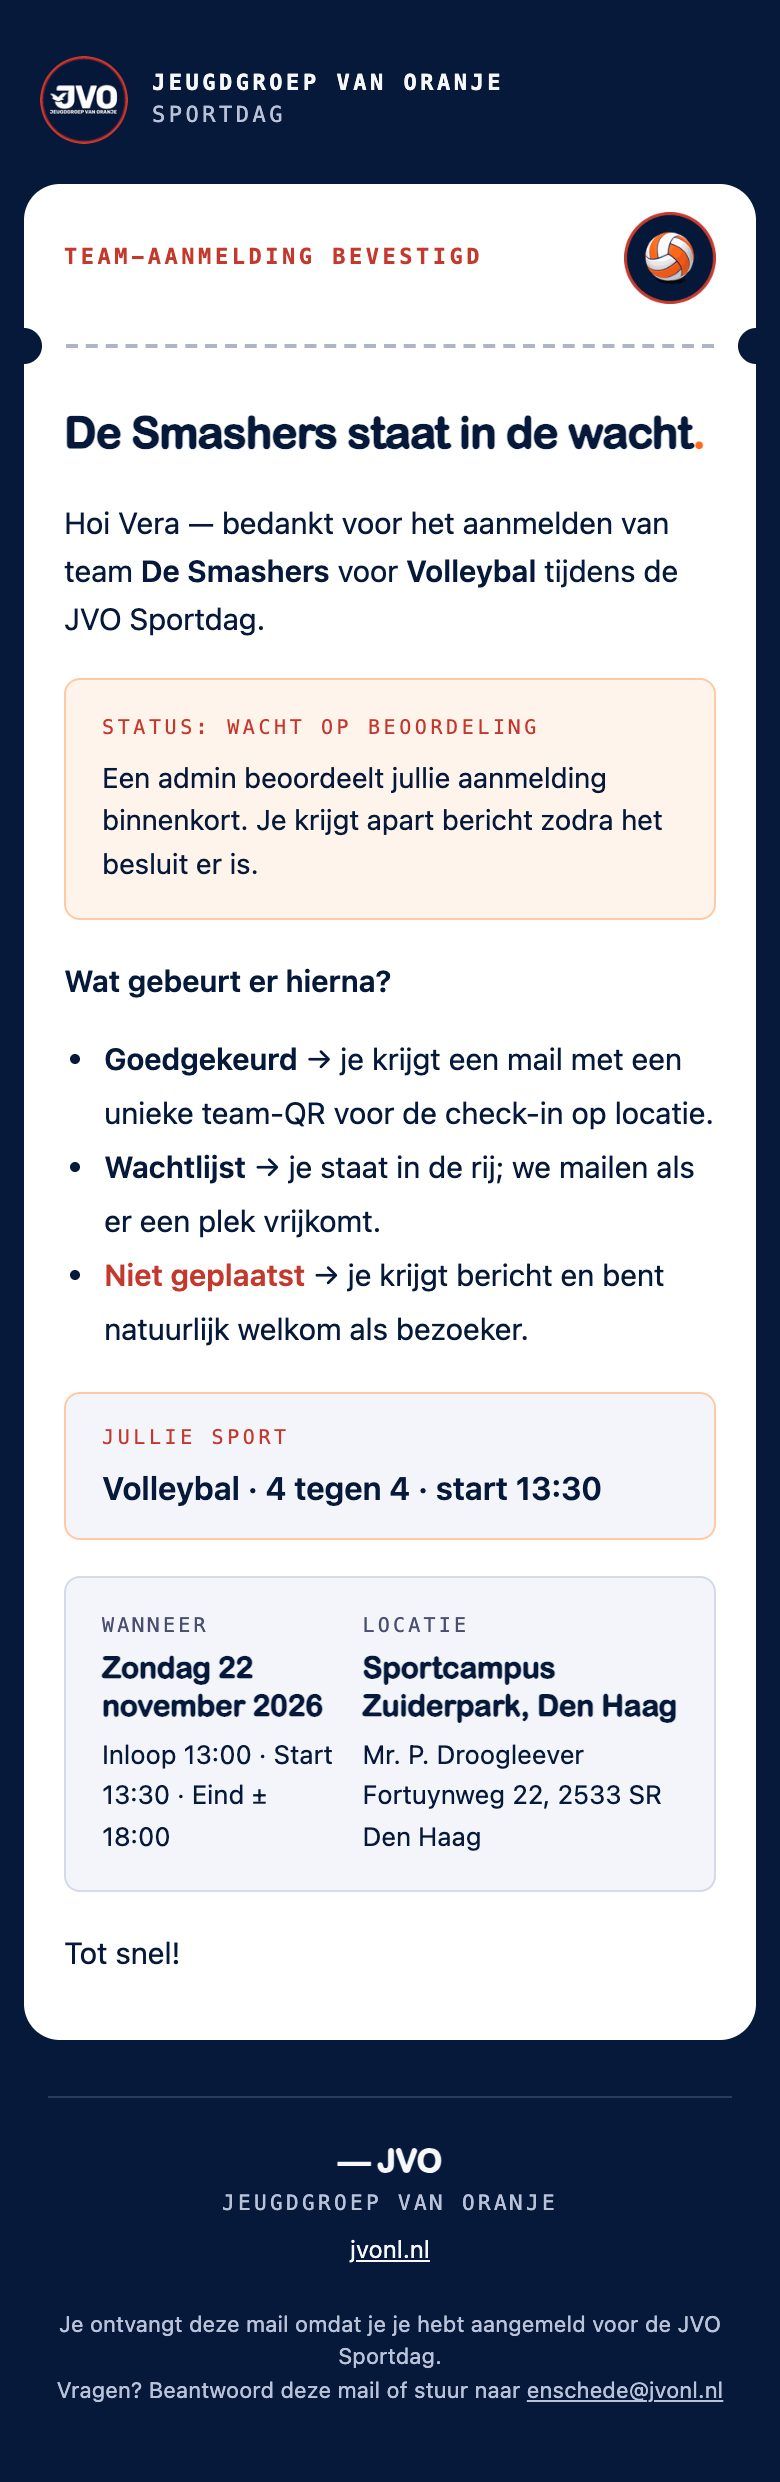 JVO
JEUGDGROEP VAN ORANJE
JEUGDGROEP VAN ORANJE
SPORTDAG
TEAM-AANMELDING BEVESTIGD
De Smashers staat in de wacht.
Hoi Vera — bedankt voor het aanmelden van
team De Smashers voor Volleybal tijdens de
JVO Sportdag.
STATUS: WACHT OP BEOORDELING
Een admin beoordeelt jullie aanmelding
binnenkort. Je krijgt apart bericht zodra het
besluit er is.
Wat gebeurt er hierna?
• Goedgekeurd → je krijgt een mail met een
unieke team-QR voor de check-in op locatie.
• Wachtlijst → je staat in de rij; we mailen als
er een plek vrijkomt.
• Niet geplaatst → je krijgt bericht en bent
natuurlijk welkom als bezoeker.
JULLIE SPORT
Volleybal · 4 tegen 4 · start 13:30
WANNEER
Zondag 22
november 2026
Inloop 13:00 · Start
13:30 · Eind ±
18:00
LOCATIE
Sportcampus
Zuiderpark, Den Haag
Mr. P. Droogleever
Fortuynweg 22, 2533 SR
Den Haag
Tot snel!
— JVO
JEUGDGROEP VAN ORANJE
jvonl.nl
Je ontvangt deze mail omdat je je hebt aangemeld voor de JVO
Sportdag.
Vragen? Beantwoord deze mail of stuur naar enschede@jvonl.nl